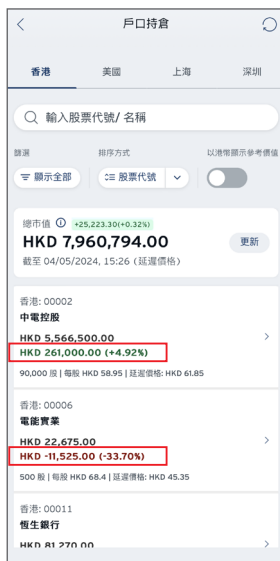 戶口持倉
香港 美國 上海 深圳
輸入股票代號/ 名稱
篩選 排序方式 以港幣顯示參考價值
顯示全部 股票代號
總市值 +25,223.30(+0.32%)
HKD 7,960,794.00 更新
截至 04/05/2024, 15:26 (延遲價格)
香港: 00002
中電控股
HKD 5,566,500.00
HKD 261,000.00 (+4.92%)
90,000 股 | 每股 HKD 58.95 | 延遲價格: HKD 61.85
香港: 00006
電能實業
HKD 22,675.00
HKD -11,525.00 (-33.70%)
500 股 | 每股 HKD 68.4 | 延遲價格: HKD 45.35
香港: 00011
恆生銀行
HKD 81,270.00